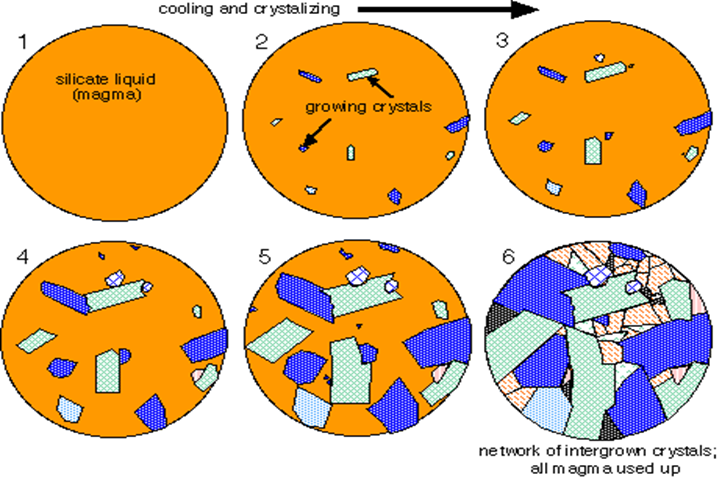 cooling and crystalizing
1
2
3
silicate liquid
(magma)
growing crystals
4
5
6
network of intergrown crystals;
all magma used up